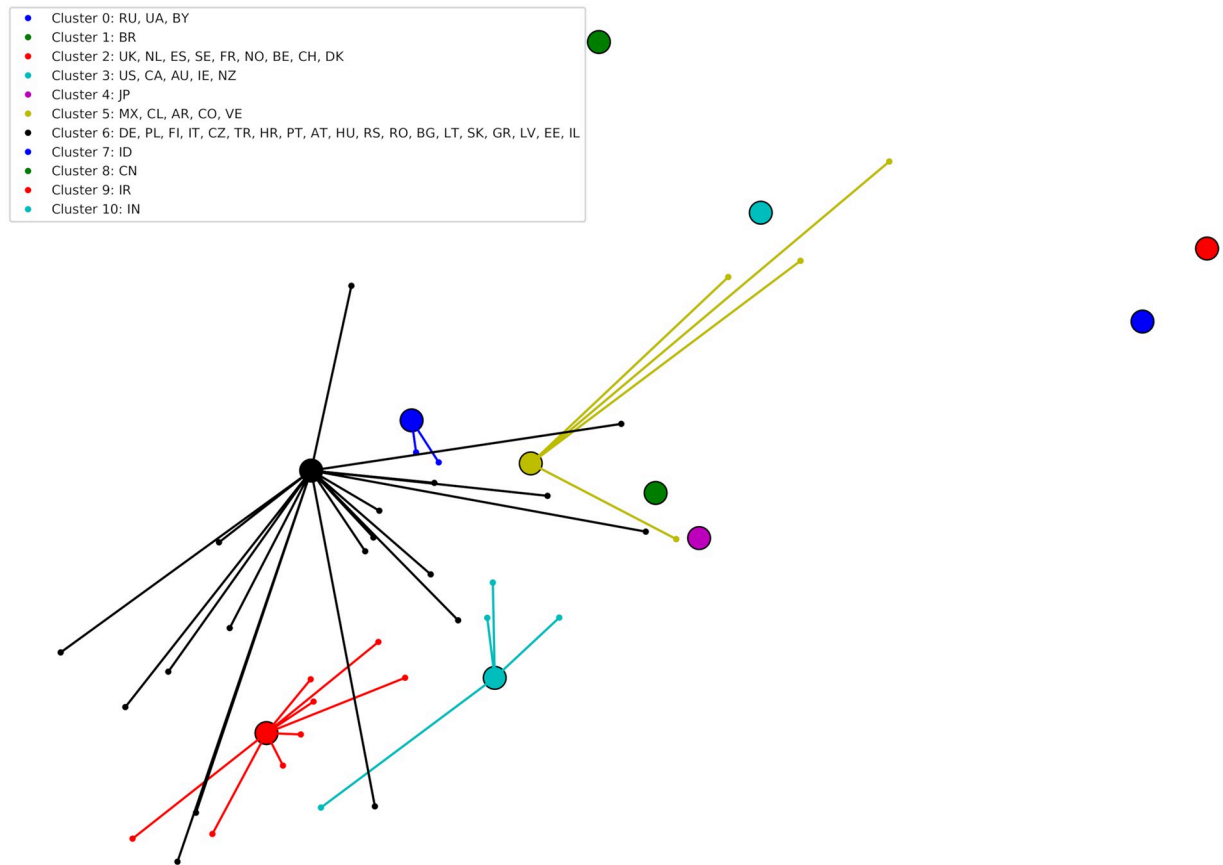 Cluster 0: RU, UA, BY
Cluster 1: BR
Cluster 2: UK, NL, ES, SE, FR, NO, BE, CH, DK
Cluster 3: US, CA, AU, IE, NZ
Cluster 4: JP
Cluster 5: MX, CL, AR, CO, VE
Cluster 6: DE, PL, FI, IT, CZ, TR, HR, PT, AT, HU, RS, RO, BG, LT, SK, GR, LV, EE, IL
Cluster 7: ID
Cluster 8: CN
Cluster 9: IR
Cluster 10: IN